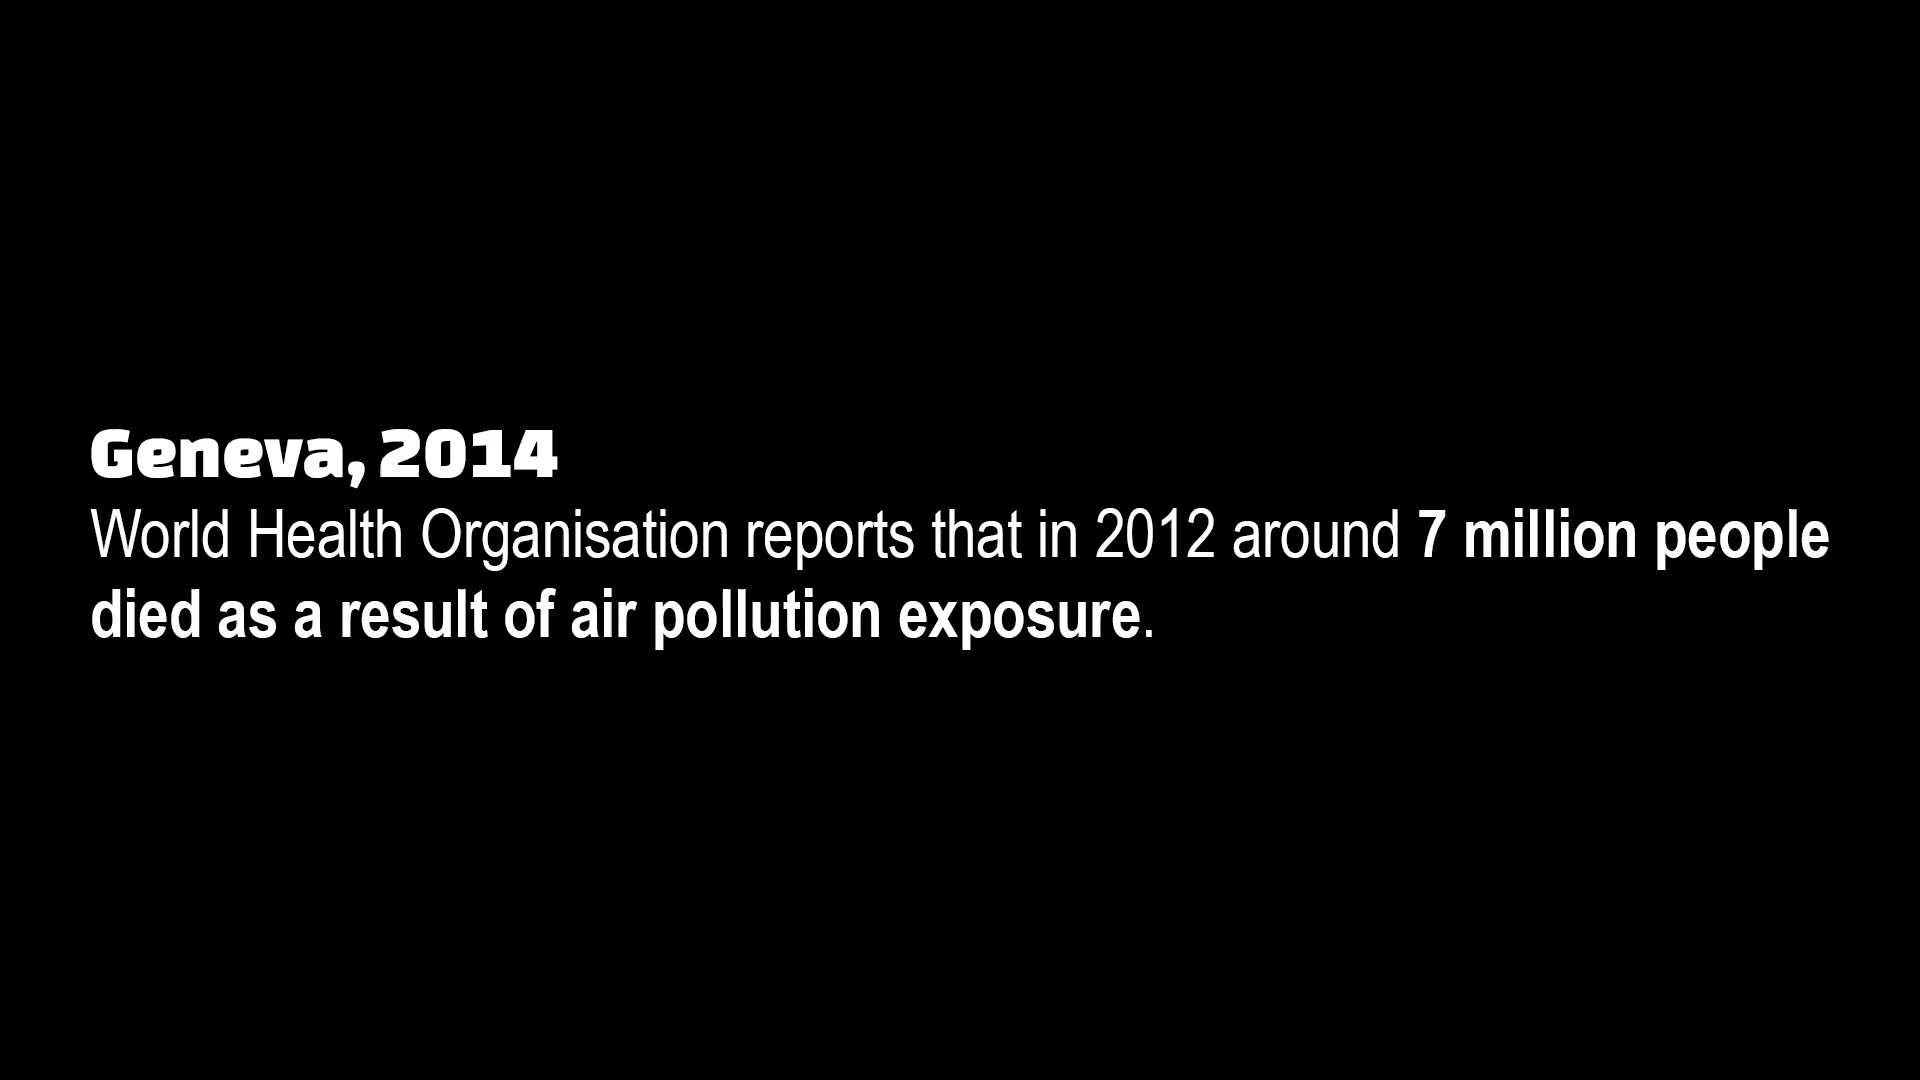 Geneva, 2014
World Health Organisation reports that in 2012 around 7 million people
died as a result of air pollution exposure.